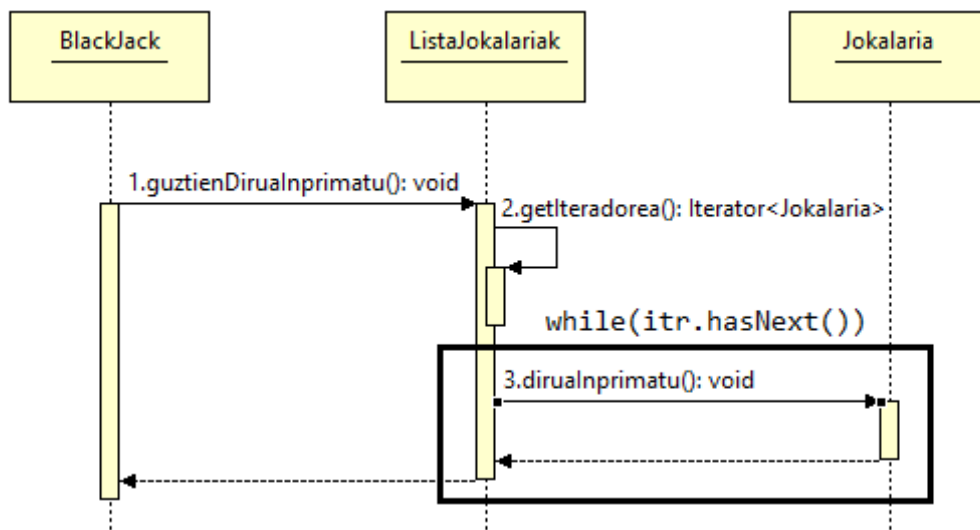 BlackJack
ListaJokalariak
Jokalaria
1.guztienDiruaInprimatu(): void
2.getIteradorea(): Iterator<Jokalaria>
while(itr.hasNext())
3.diruaInprimatu(): void